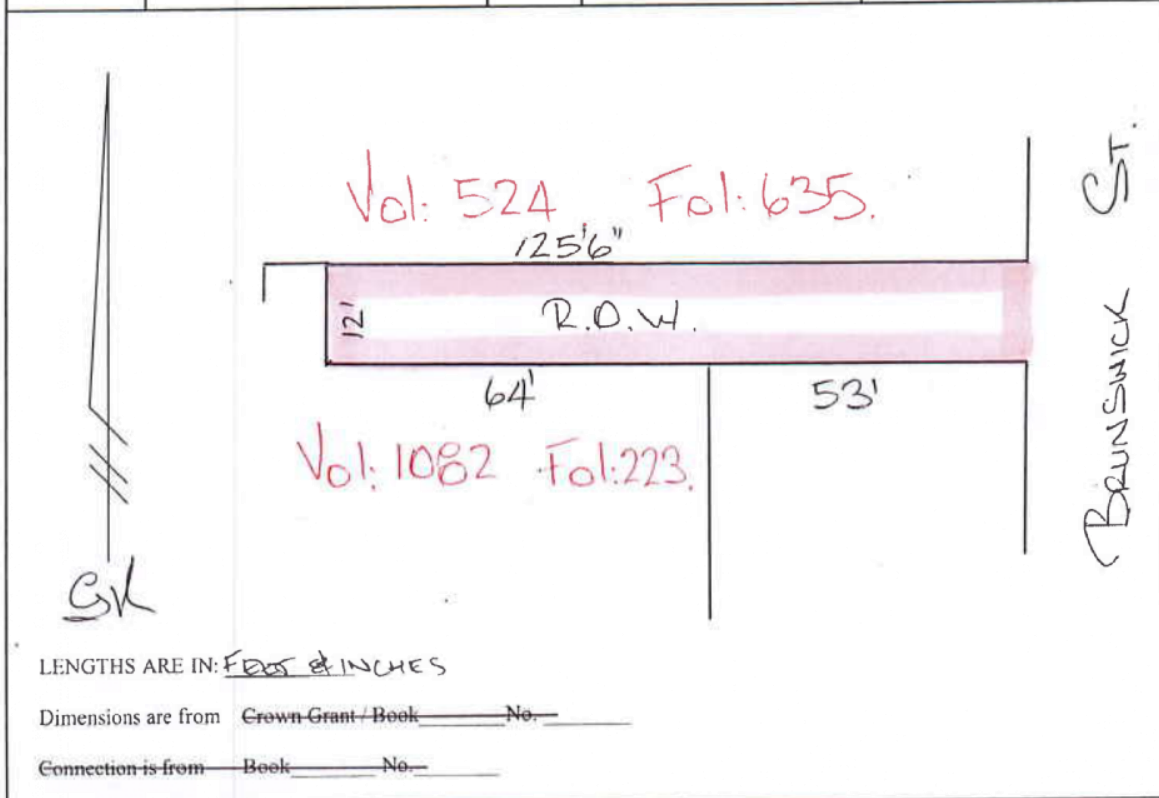 Vol: 524 Fol: 635.
125'6"
12'
R.O.W.
64'
53'
Vol: 1082 Fol: 223.
BRUNSWICK ST.
LENGTHS ARE IN: FEET & INCHES
Dimensions are from Crown Grant / Book No.
Connection is from Book No.